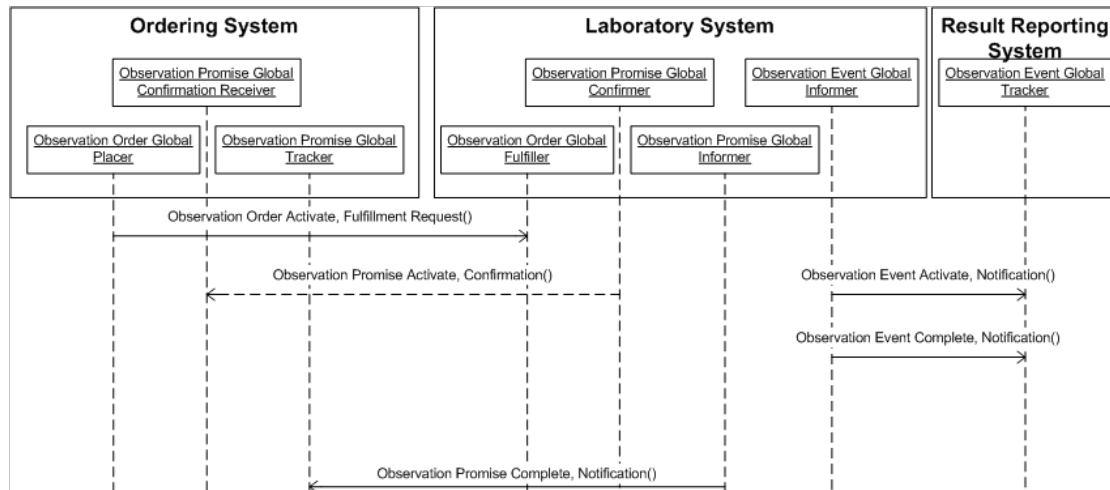 Ordering System
Laboratory System
Result Reporting
System
Observation Promise Global
Confirmation Receiver
Observation Promise Global
Confirmer
Observation Event Global
Informer
Observation Event Global
Tracker
Observation Order Global
Placer
Observation Promise Global
Tracker
Observation Order Global
Fulfiller
Observation Promise Global
Informer
Observation Order Activate, Fulfillment Request()
Observation Promise Activate, Confirmation()
Observation Event Activate, Notification()
Observation Event Complete, Notification()
Observation Promise Complete, Notification()